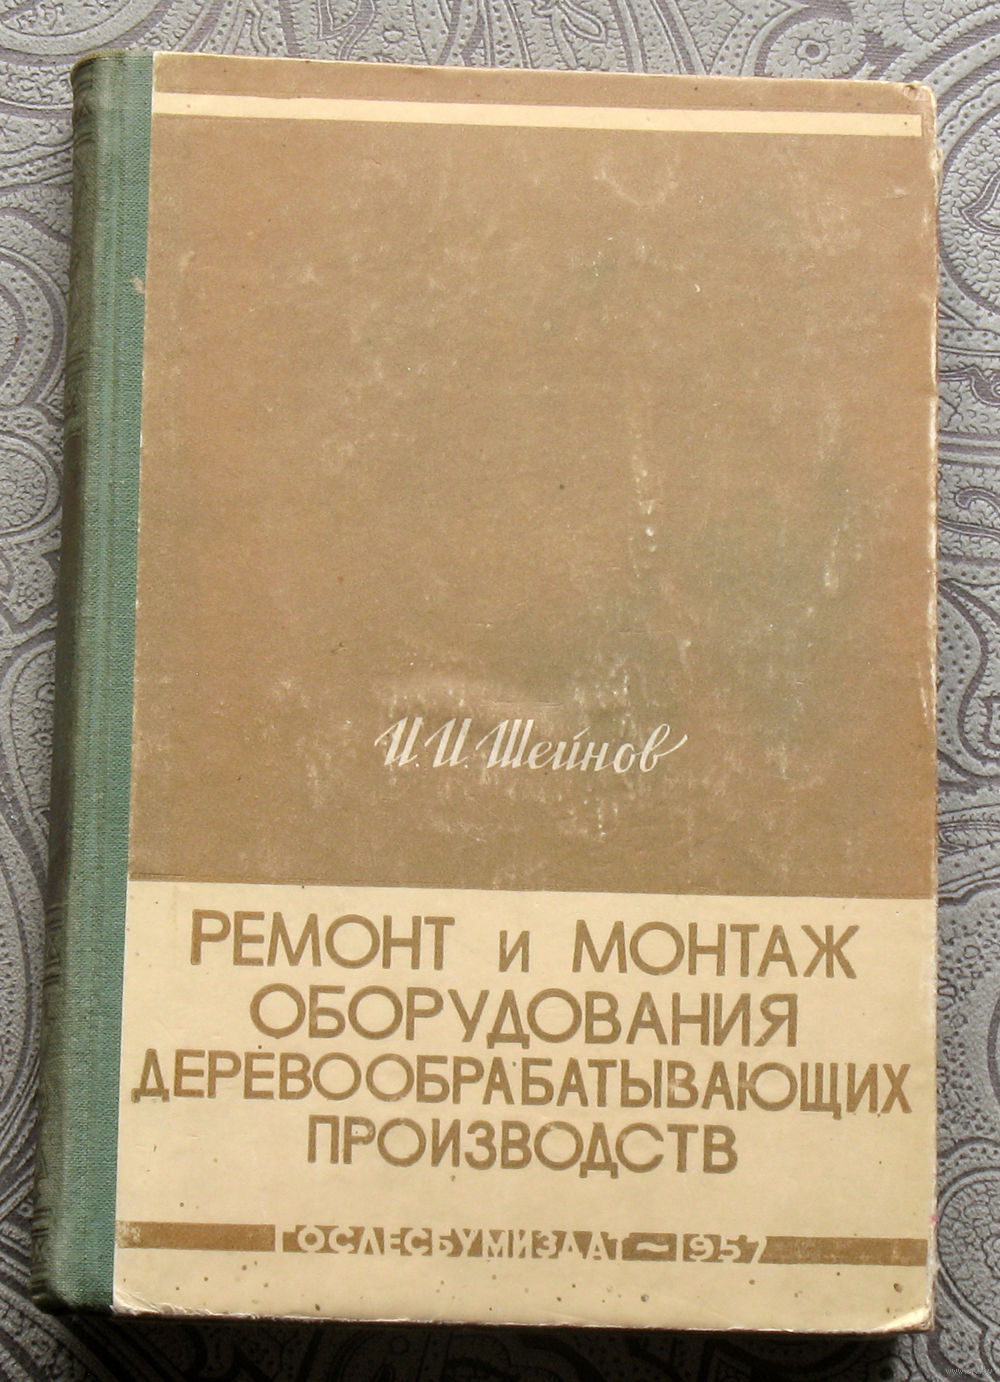 И. И. Шейнов
РЕМОНТ И МОНТАЖ
ОБОРУДОВАНИЯ
ДЕРЕВООБРАБАТЫВАЮЩИХ
ПРОИЗВОДСТВ
ГОСЛЕСБУМИЗДАТ ~ 1957